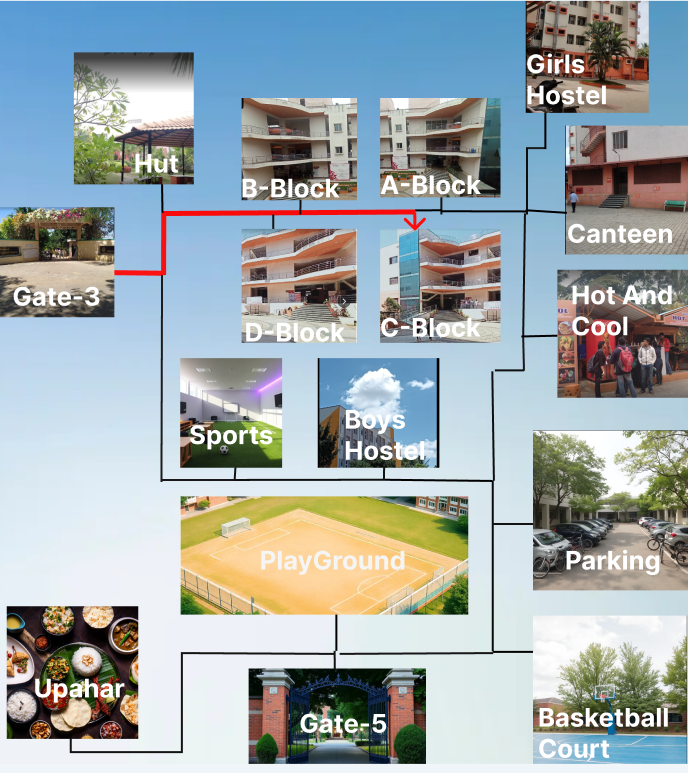 Girls
Hostel
Hut
B-Block
A-Block
Canteen
Gate-3
D-Block
C-Block
Hot And
Cool
Sports
Boys
Hostel
PlayGround
Parking
Upahar
Gate-5
Basketball
Court